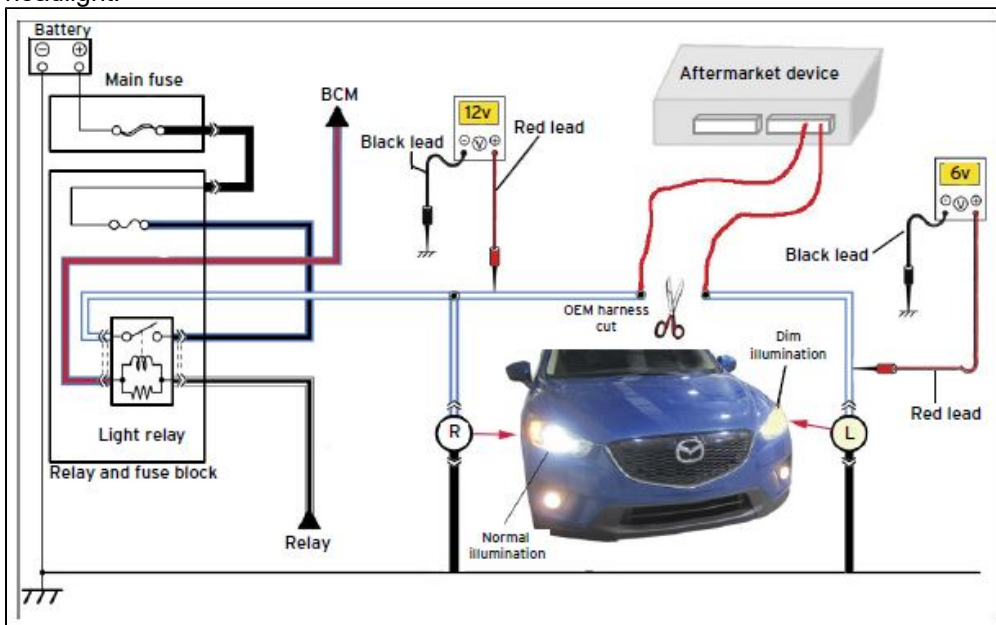 headlight.
Battery
Main fuse
BCM
12v
Black lead
Red lead
Aftermarket device
6v
Black lead
OEM harness
cut
Dim
illumination
Red lead
Light relay
Relay and fuse block
R
L
Relay
Normal
illumination